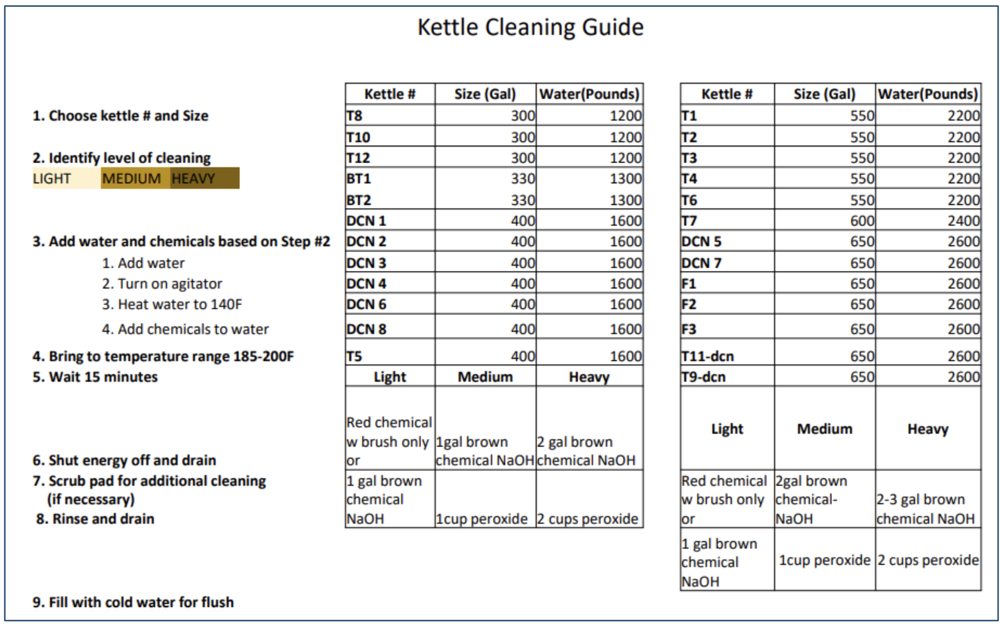 Kettle Cleaning Guide
1. Choose kettle # and Size
2. Identify level of cleaning
LIGHT MEDIUM HEAVY
3. Add water and chemicals based on Step #2
1. Add water
2. Turn on agitator
3. Heat water to 140F
4. Add chemicals to water
4. Bring to temperature range 185-200F
5. Wait 15 minutes
6. Shut energy off and drain
7. Scrub pad for additional cleaning
(if necessary)
8. Rinse and drain
9. Fill with cold water for flush
Kettle # Size (Gal) Water(Pounds)
T8 300 1200
T10 300 1200
T12 300 1200
BT1 330 1300
BT2 330 1300
DCN 1 400 1600
DCN 2 400 1600
DCN 3 400 1600
DCN 4 400 1600
DCN 6 400 1600
DCN 8 400 1600
T5 400 1600
Light Medium Heavy
Red chemical
w brush only
or
1gal brown
chemical NaOH
2 gal brown
chemical NaOH
1 gal brown
chemical
NaOH
1cup peroxide
2 cups peroxide
Kettle # Size (Gal) Water(Pounds)
T1 550 2200
T2 550 2200
T3 550 2200
T4 550 2200
T6 550 2200
T7 600 2400
DCN 5 650 2600
DCN 7 650 2600
F1 650 2600
F2 650 2600
F3 650 2600
T11-dcn 650 2600
T9-dcn 650 2600
Light Medium Heavy
Red chemical
w brush only
or
2gal brown
chemical-
NaOH
2-3 gal brown
chemical NaOH
1 gal brown
chemical
NaOH
1cup peroxide
2 cups peroxide